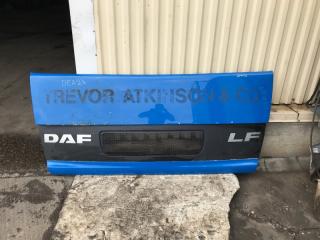 TREVOR ATKINSON & CO
DAF LF